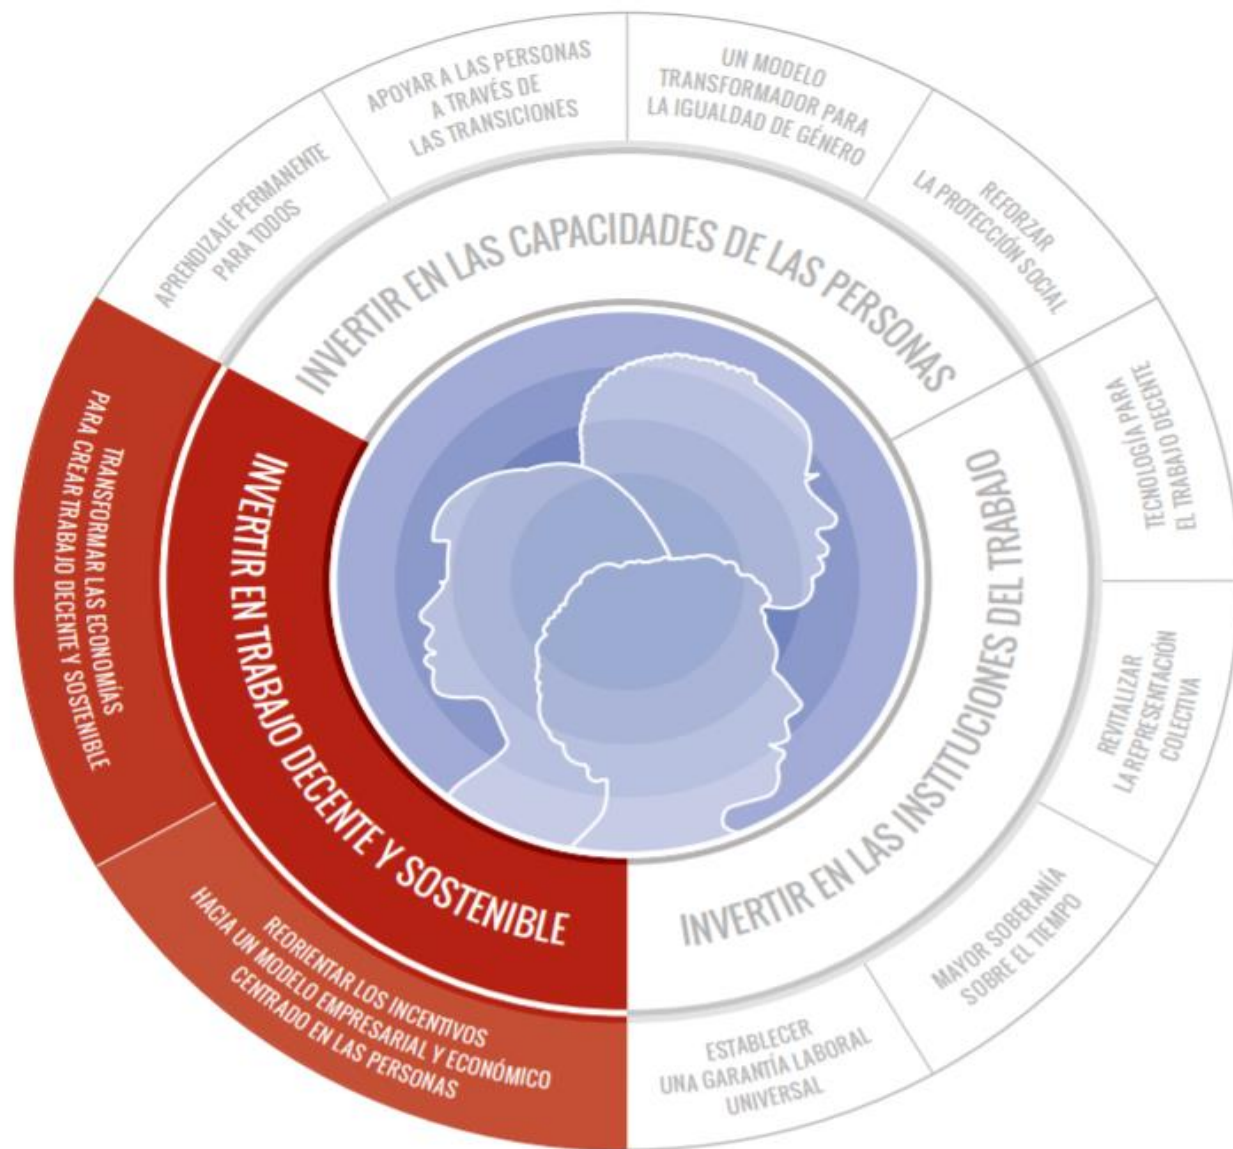 APOYAR A LAS PERSONAS
A TRAVÉS DE
LAS TRANSICIONES
UN MODELO
TRANSFORMADOR PARA
LA IGUALDAD DE GÉNERO
REFORZAR
LA PROTECCIÓN SOCIAL
TECNOLOGÍA PARA
EL TRABAJO DECENTE
REVITALIZAR
LA REPRESENTACIÓN
COLECTIVA
MAYOR SOBERANÍA
SOBRE EL TIEMPO
ESTABLECER
UNA GARANTÍA LABORAL
UNIVERSAL
REORIENTAR LOS INCENTIVOS
HACIA UN MODELO EMPRESARIAL Y ECONÓMICO
CENTRADO EN LAS PERSONAS
TRANSFORMAR LAS ECONOMÍAS
PARA CREAR TRABAJO DECENTE Y SOSTENIBLE
APRENDIZAJE PERMANENTE
PARA TODOS
INVERTIR EN LAS CAPACIDADES DE LAS PERSONAS
INVERTIR EN LAS INSTITUCIONES DEL TRABAJO
INVERTIR EN TRABAJO DECENTE Y SOSTENIBLE